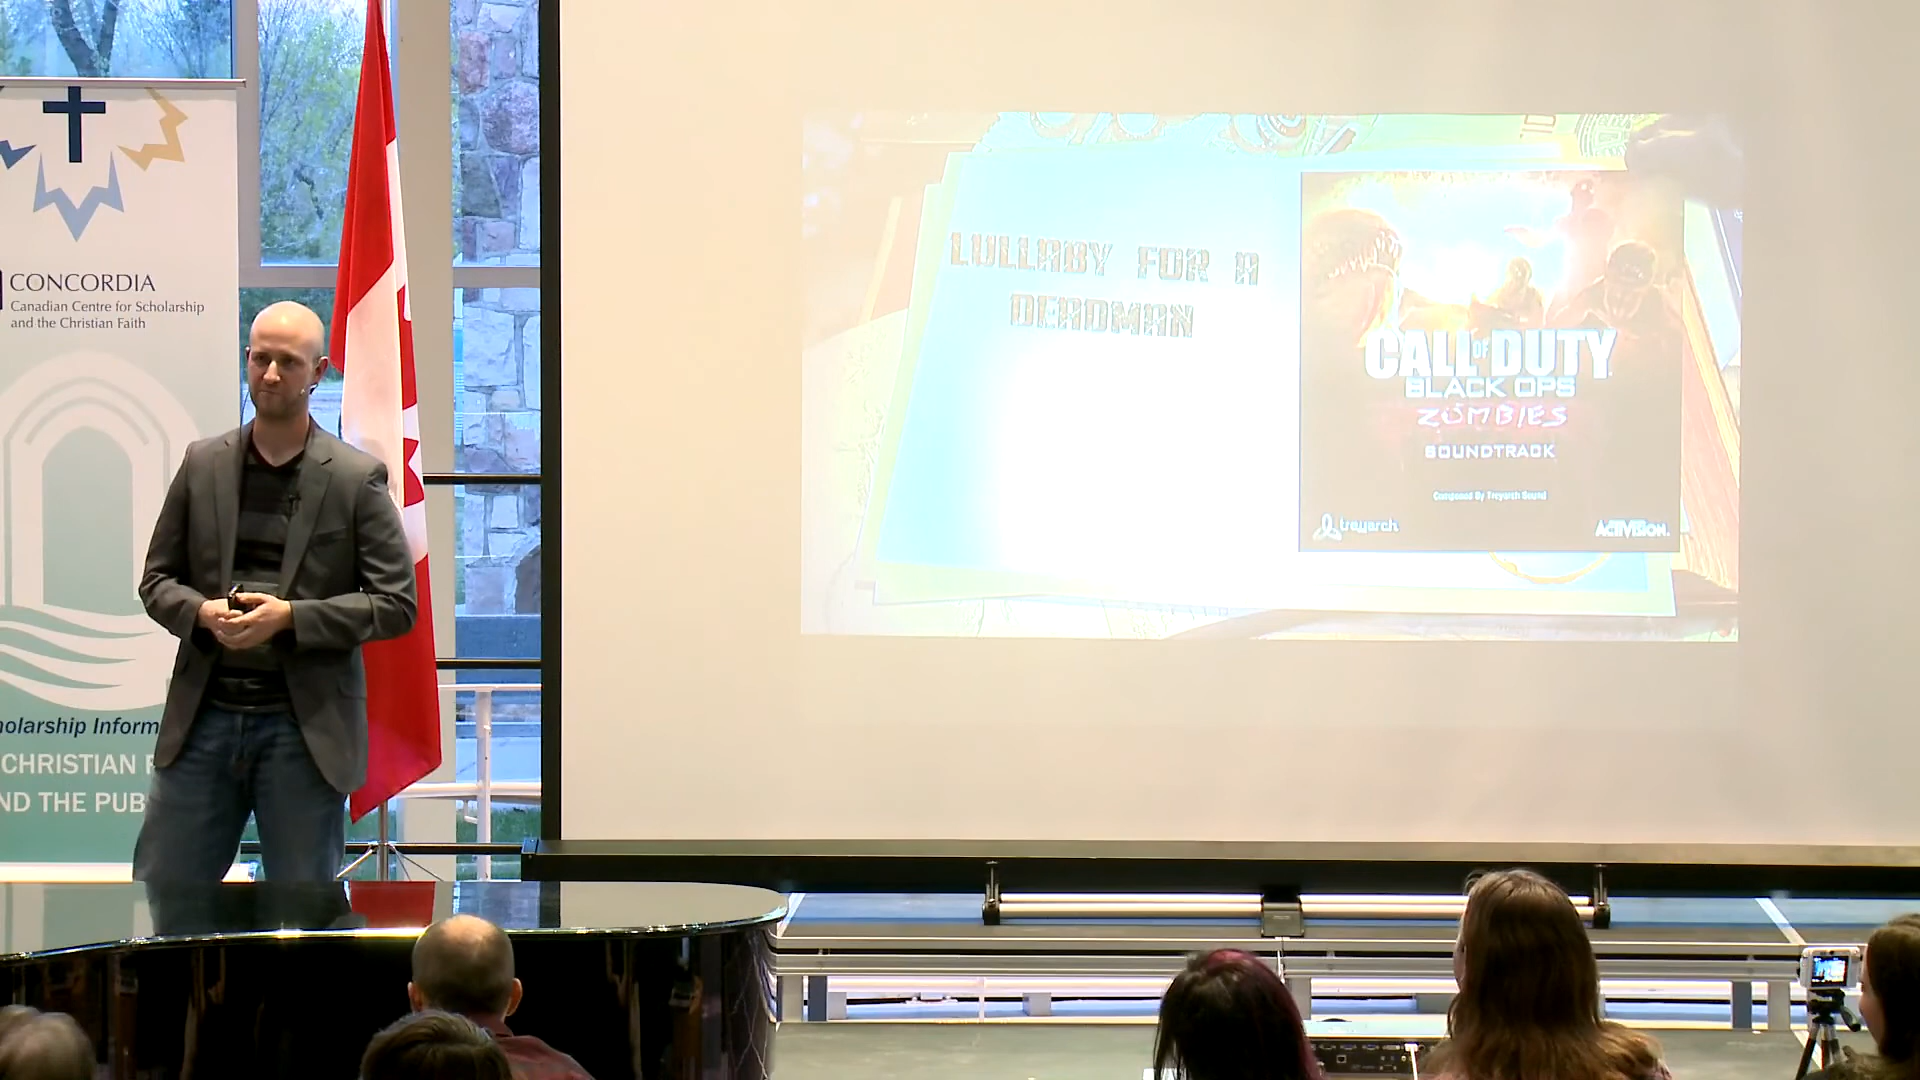 CONCORDIA
Canadian Centre for Scholarship
and the Christian Faith
olarship Inform
CHRISTIAN
ND THE PUB
LULLABY FOR A
DEADMAN
CALL OF DUTY
BLACK OPS
ZOMBIES
SOUNDTRACK
Composed By Treyarch Sound
treyarch
ACTIVISION